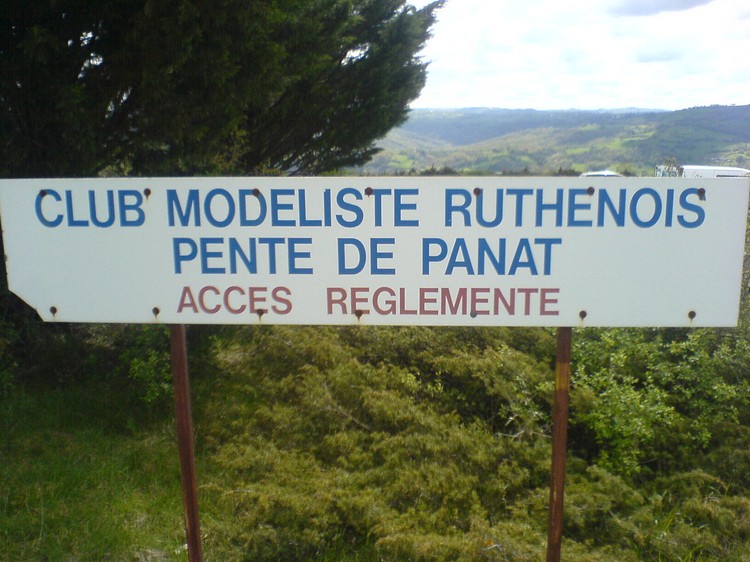 CLUB MODELISTE RUTHENOIS
PENTE DE PANAT
ACCES REGLEMENTE